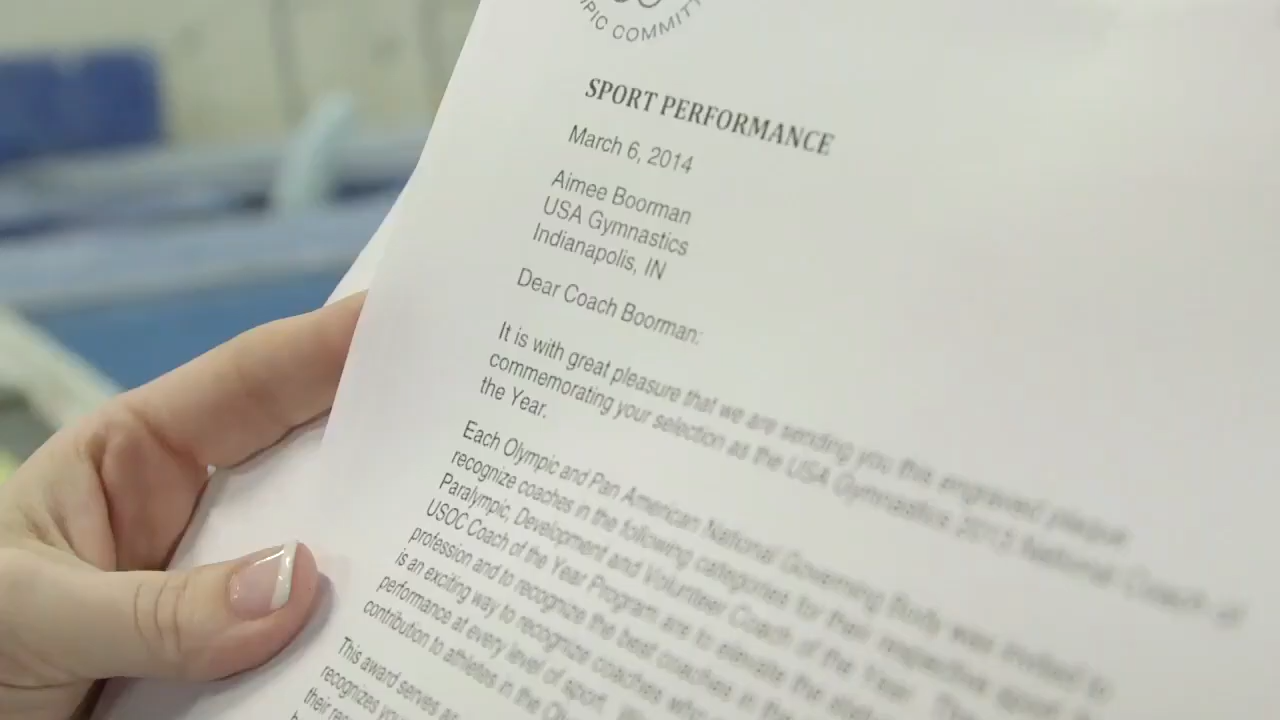 PIC COMMITT
SPORT PERFORMANCE
March 6, 2014
Aimee Boorman
USA Gymnastics
Indianapolis, IN
Dear Coach Boorman:
It is with great pleasure that we are sending you this engraved plaque
commemorating your selection as the USA Gymnastics 2013 National Coach of
the Year.
Each Olympic and Pan American National Governing Body was invited to
recognize coaches in the following categories for their respective sport
Paralympic, Development and Volunteer Coach of the Year. The
USOC Coach of the Year Program are to elevate the
profession and to recognize the best coaches in the
is an exciting way to recognize coaches who
performance at every level of sport.
contribution to athletes in the
This award serves
recognizes
their